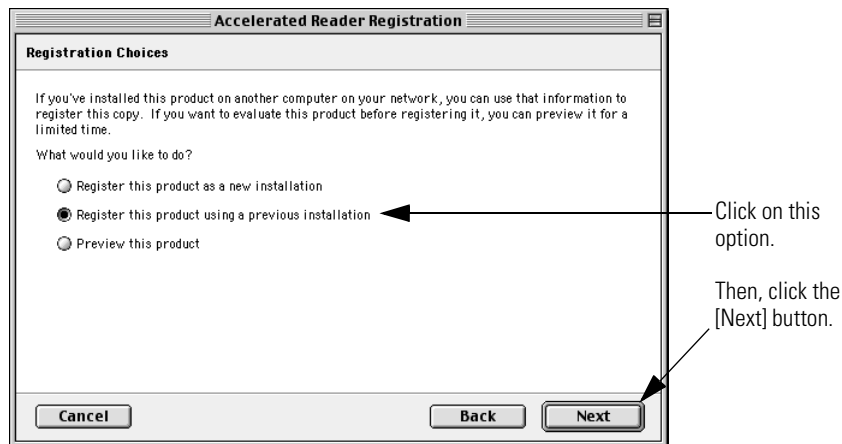 Accelerated Reader Registration
Registration Choices
If you've installed this product on another computer on your network, you can use that information to
register this copy. If you want to evaluate this product before registering it, you can preview it for a
limited time.
What would you like to do?
Register this product as a new installation
Register this product using a previous installation
Preview this product
Click on this
option.
Then, click the
[Next] button.
Cancel
Back
Next